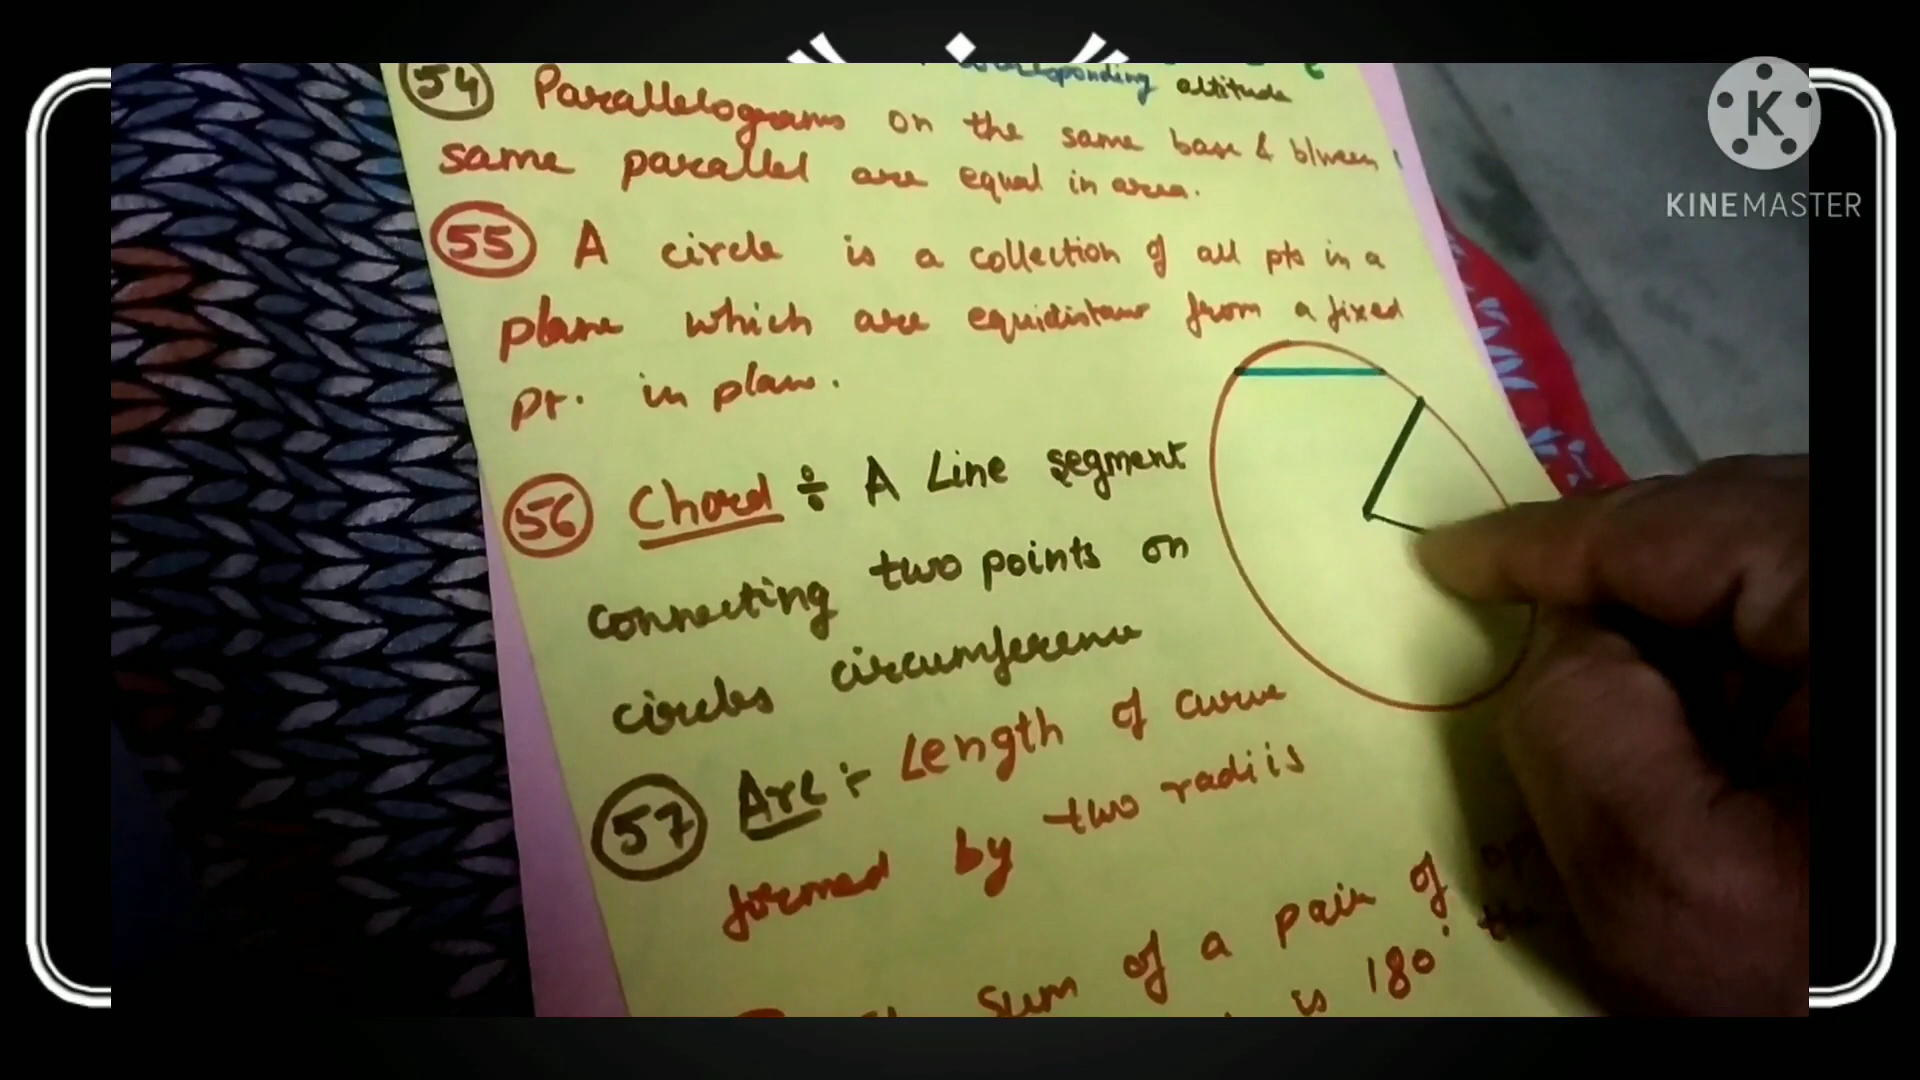 corresponding altitude
54 Parallelograms on the same base & b/ween
same parallel are equal in area.
55 A circle is a collection of all pts in a
plane which are equidistant from a fixed
pt. in plane.
56 Chord ÷ A Line segment
connecting two points on
circles circumference
57 Arc :- Length of curve
formed by two radiis
sum of a pair of
is 180°
K
KINEMASTER